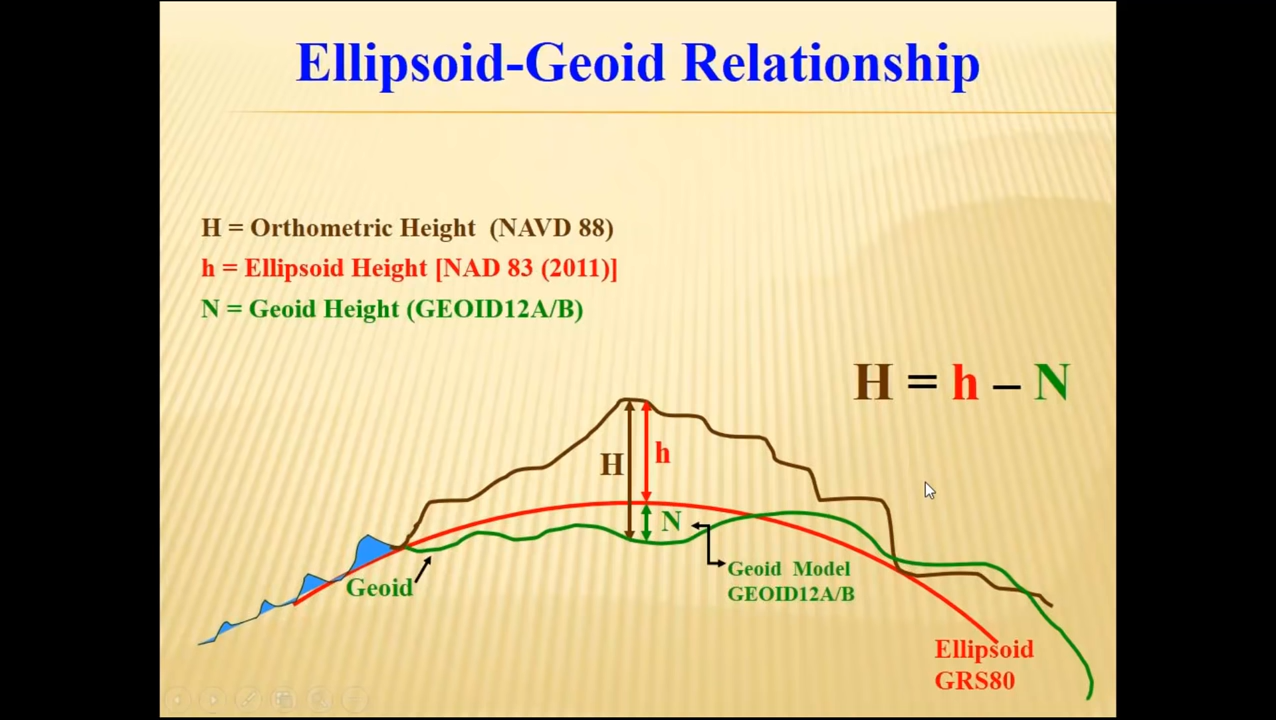 Ellipsoid-Geoid Relationship
H = Orthometric Height (NAVD 88)
h = Ellipsoid Height [NAD 83 (2011)]
N = Geoid Height (GEOID12A/B)
H = h – N
H
h
N
Geoid
Geoid Model
GEOID12A/B
Ellipsoid
GRS80